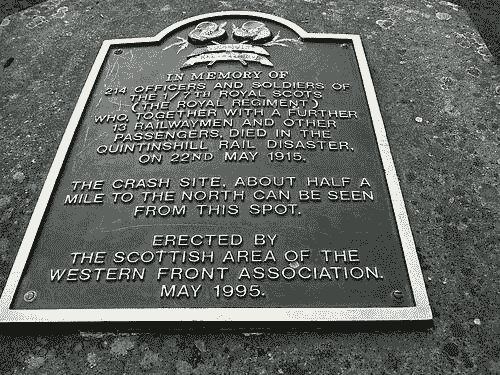 IN MEMORY OF
214 OFFICERS AND SOLDIERS OF
THE 1/7TH ROYAL SCOTS
(THE ROYAL REGIMENT)
WHO, TOGETHER WITH A FURTHER
13 RAILWAYMEN AND OTHER
PASSENGERS, DIED IN THE
QUINTINSHILL RAIL DISASTER,
ON 22ND MAY 1915.
THE CRASH SITE, ABOUT HALF A
MILE TO THE NORTH CAN BE SEEN
FROM THIS SPOT.
ERECTED BY
THE SCOTTISH AREA OF THE
WESTERN FRONT ASSOCIATION.
MAY 1995.